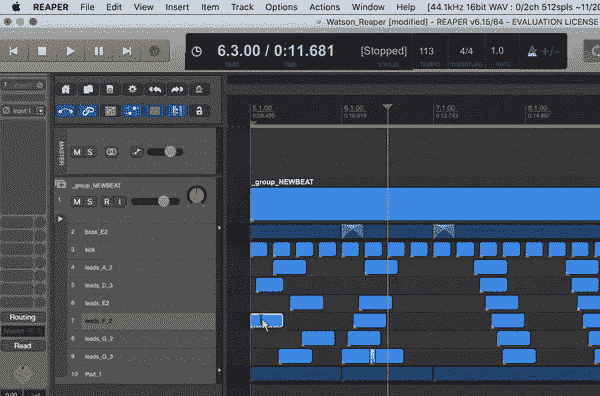 REAPER File Edit View Insert Item Track Options Actions Window Help [44.1kHz 16bit WAV : 0/2ch 512spls ~11/20
Watson_Reaper [modified] - REAPER v6.15/64 - EVALUATION LICENSE
6.3.00 / 0:11.681 [Stopped] 113 4/4 1.0
BEAT TIME STATUS TEMPO SIGNATURE RATE
Input 1
5.1.00 6.1.00 7.1.00 8.1.00
0:08.495 0:10.619 0:12.743 0:14.867
MASTER M S
_group_NEWBEAT
_group_NEWBEAT
1 M S R I
2 bass_E2
3 kick
4 leads_A_3
5 leads_D_3
6 leads_E2
7
8 leads_G_2
9 leads_G_3
10 Pad_1
Routing
Master
Read